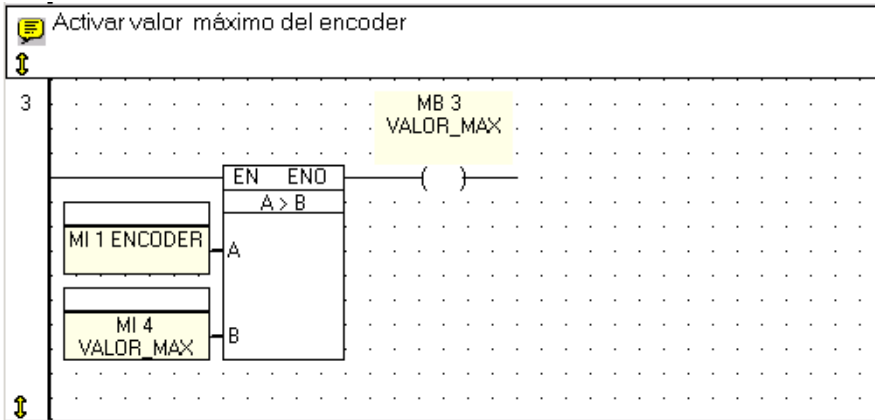 Activar valor máximo del encoder
3
MB 3
VALOR_MAX
EN ENO
A > B
MI 1 ENCODER
A
MI 4
VALOR_MAX
B